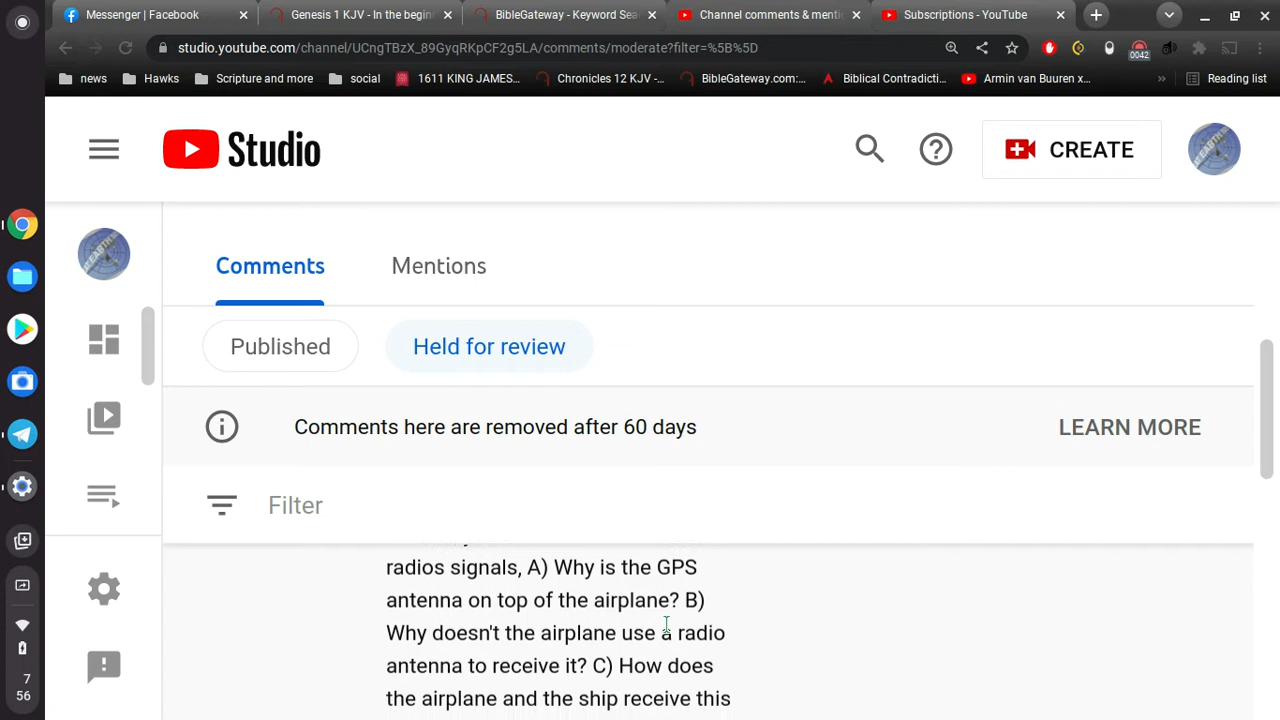 Messenger | Facebook
Genesis 1 KJV - In the beginn
BibleGateway - Keyword Sea
Channel comments & menti
Subscriptions - YouTube
studio.youtube.com/channel/UCngTBzX_89GyqRKpCF2g5LA/comments/moderate?filter=%5B%5D
0042
news
Hawks
Scripture and more
social
1611 KING JAMES...
Chronicles 12 KJV -...
BibleGateway.com:...
Biblical Contradicti...
Armin van Buuren x...
»
Reading list
Studio
CREATE
Comments
Mentions
Published
Held for review
Comments here are removed after 60 days
LEARN MORE
Filter
radios signals, A) Why is the GPS
antenna on top of the airplane? B)
Why doesn't the airplane use a radio
antenna to receive it? C) How does
the airplane and the ship receive this
7
56